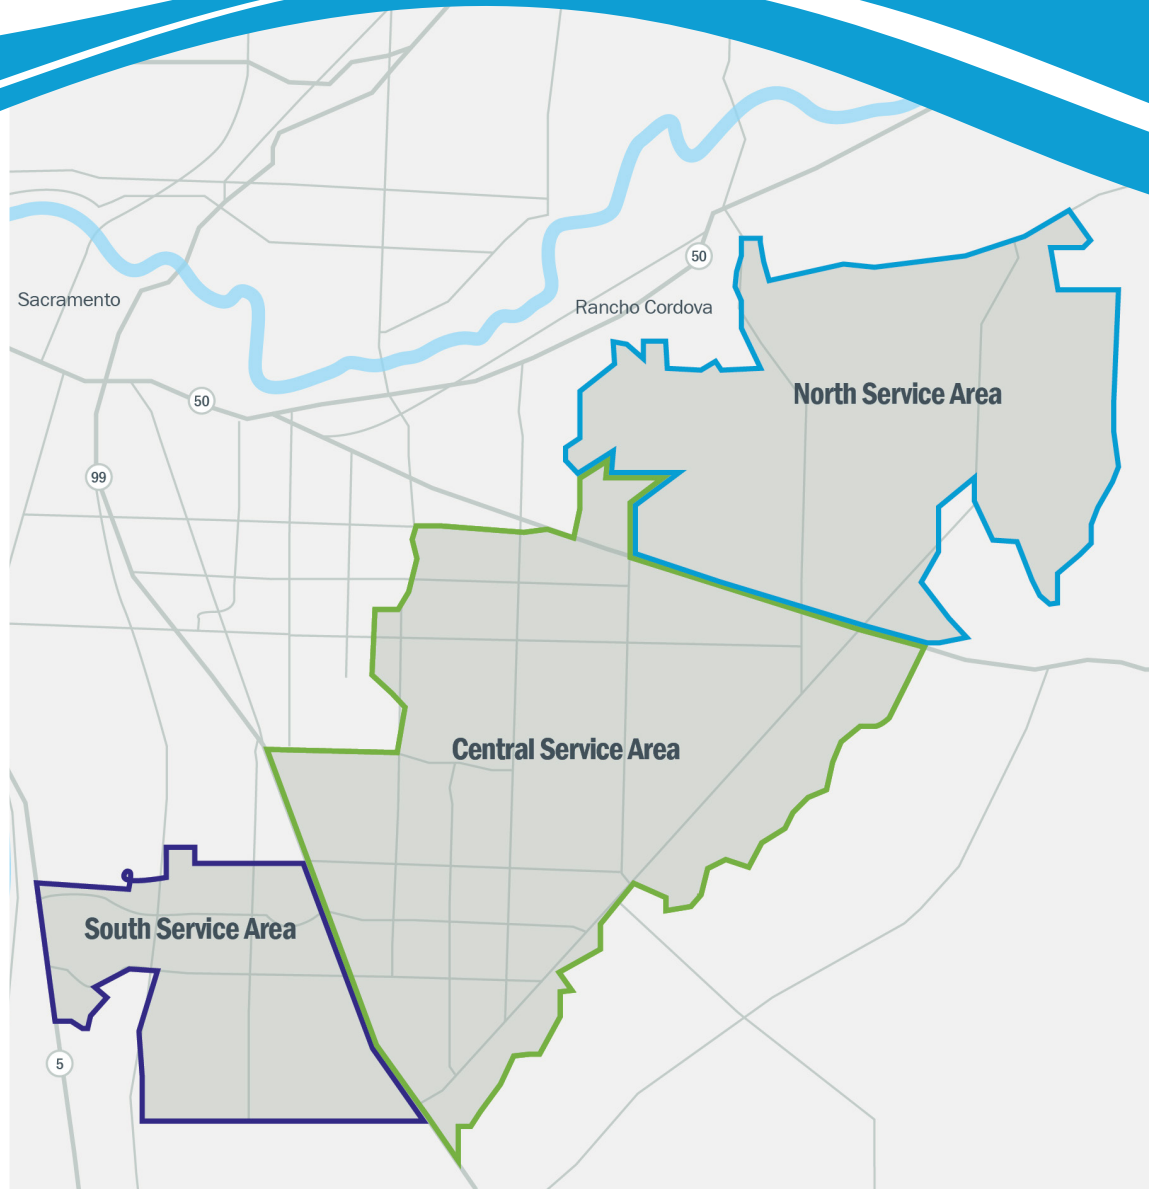 50
Sacramento
Rancho Cordova
North Service Area
50
99
Central Service Area
South Service Area
5